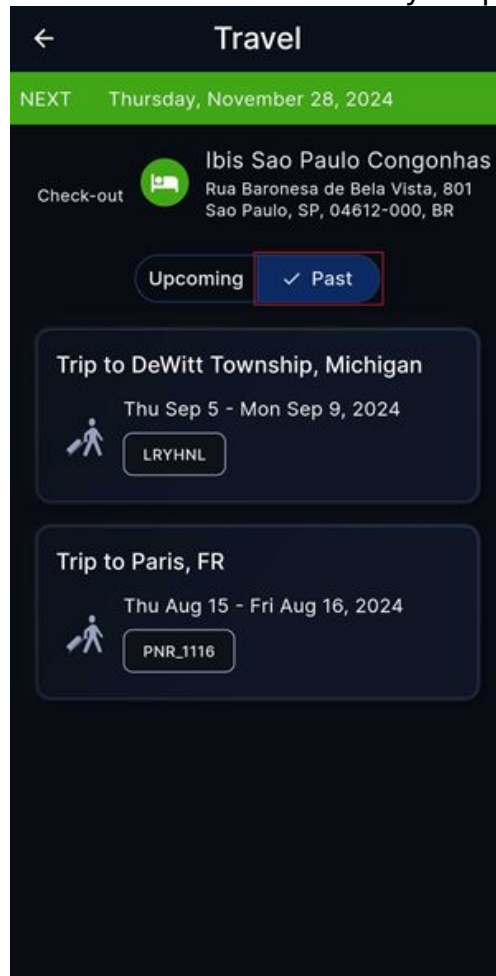 Travel
NEXT Thursday, November 28, 2024
Ibis Sao Paulo Congonhas
Check-out
Rua Baronesa de Bela Vista, 801
Sao Paulo, SP, 04612-000, BR
Upcoming
Past
Trip to DeWitt Township, Michigan
Thu Sep 5 - Mon Sep 9, 2024
LRYHNL
Trip to Paris, FR
Thu Aug 15 - Fri Aug 16, 2024
PNR_1116